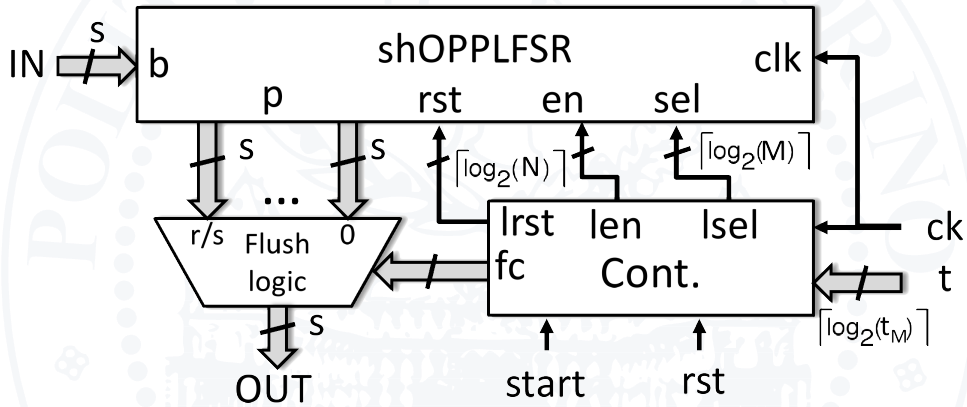 IN
s
b
shOPPLFSR
clk
p
rst
en
sel
s
s
⌈log₂(N)⌉
⌈log₂(M)⌉
...
r/s
0
Flush
logic
lrst
len
lsel
fc
Cont.
ck
t
⌈log₂(t_M)⌉
s
OUT
start
rst